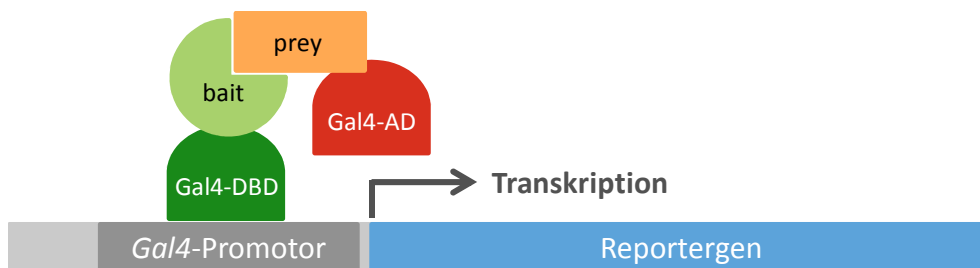 prey
bait
Gal4-AD
Gal4-DBD
Transkription
Gal4-Promotor
Reportergen